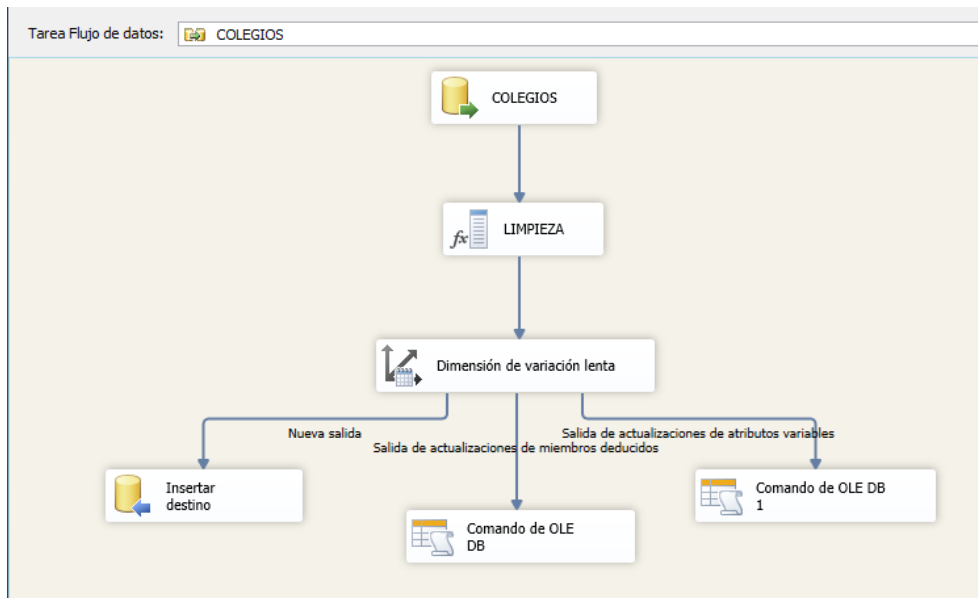 Tarea Flujo de datos: COLEGIOS
COLEGIOS
fx LIMPIEZA
Dimensión de variación lenta
Nueva salida
Salida de actualizaciones de atributos variables
Salida de actualizaciones de miembros deducidos
Insertar
destino
Comando de OLE DB
1
Comando de OLE
DB